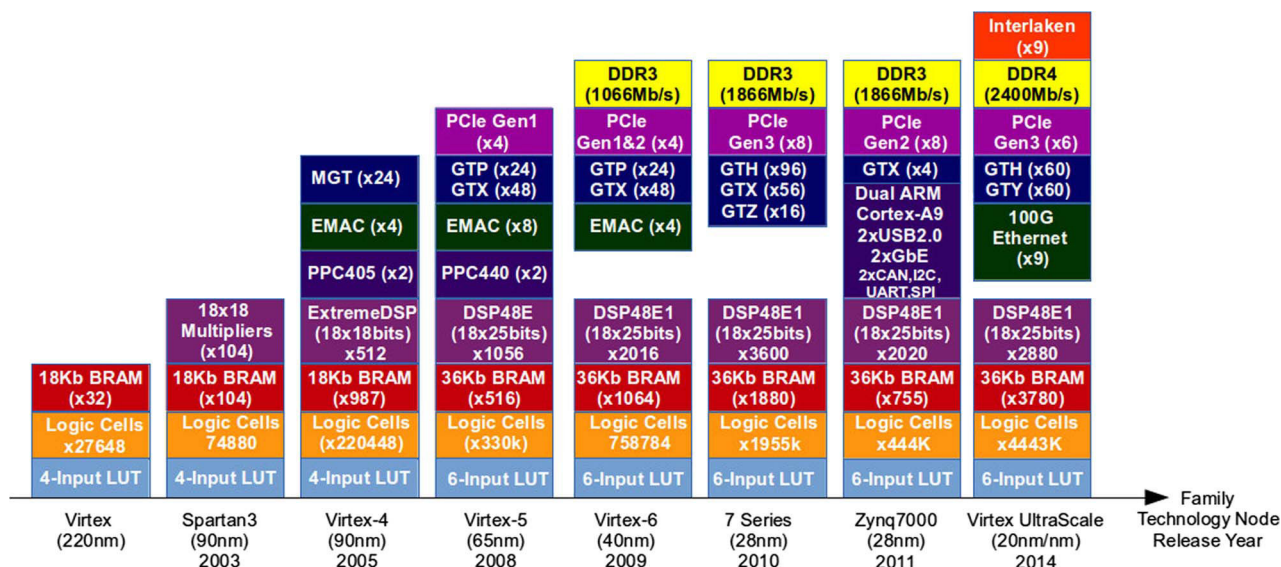 4-Input LUT
Logic Cells
x27648
18Kb BRAM
(x32)
Virtex
(220nm)
18x18
Multipliers
(x104)
18Kb BRAM
(x104)
Logic Cells
74880
4-Input LUT
Spartan3
(90nm)
2003
MGT (x24)
EMAC (x4)
PPC405 (x2)
ExtremeDSP
(18x18bits)
x512
18Kb BRAM
(x987)
Logic Cells
(x220448)
4-Input LUT
Virtex-4
(90nm)
2005
PCIe Gen1
(x4)
GTP (x24)
GTX (x48)
EMAC (x8)
PPC440 (x2)
DSP48E
(18x25bits)
x1056
36Kb BRAM
(x516)
Logic Cells
(x330k)
6-Input LUT
Virtex-5
(65nm)
2008
DDR3
(1066Mb/s)
PCIe
Gen1&2 (x4)
GTP (x24)
GTX (x48)
EMAC (x4)
DSP48E1
(18x25bits)
x2016
36Kb BRAM
(x1064)
Logic Cells
758784
6-Input LUT
Virtex-6
(40nm)
2009
DDR3
(1866Mb/s)
PCIe
Gen3 (x8)
GTH (x96)
GTX (x56)
GTZ (x16)
DSP48E1
(18x25bits)
x3600
36Kb BRAM
(x1880)
Logic Cells
x1955k
6-Input LUT
7 Series
(28nm)
2010
DDR3
(1866Mb/s)
PCIe
Gen2 (x8)
GTX (x4)
Dual ARM
Cortex-A9
2xUSB2.0
2xGbE
2xCAN,I2C,
UART,SPI
DSP48E1
(18x25bits)
x2020
36Kb BRAM
(x755)
Logic Cells
x444K
6-Input LUT
Zynq7000
(28nm)
2011
Interlaken
(x9)
DDR4
(2400Mb/s)
PCIe
Gen3 (x6)
GTH (x60)
GTY (x60)
100G
Ethernet
(x9)
DSP48E1
(18x25bits)
x2880
36Kb BRAM
(x3780)
Logic Cells
x4443K
6-Input LUT
Virtex UltraScale
(20nm/nm)
2014
Family
Technology Node
Release Year